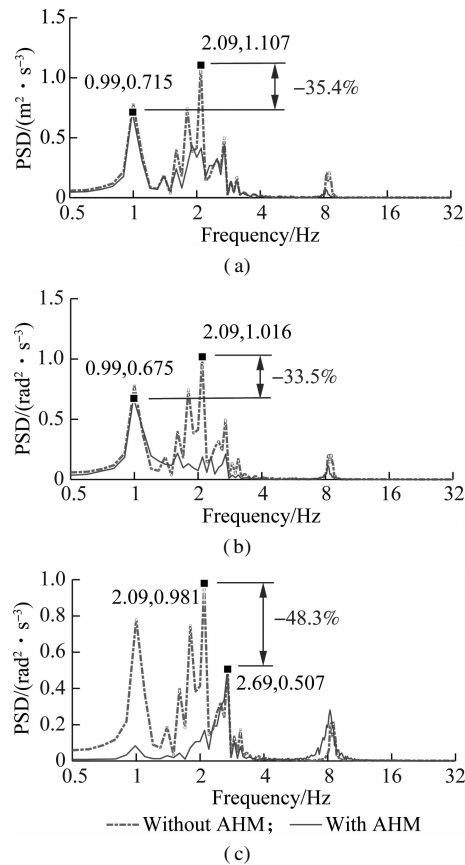 PSD/(m² · s⁻³)
1.5
1.0
0.5
0
2.09,1.107
0.99,0.715
−35.4%
0.5 1 2 4 8 16 32
Frequency/Hz
(a)
PSD/(rad² · s⁻³)
1.5
1.0
0.5
0
2.09,1.016
0.99,0.675
−33.5%
0.5 1 2 4 8 16 32
Frequency/Hz
(b)
PSD/(rad² · s⁻³)
1.0
0.8
0.6
0.4
0.2
0
2.09,0.981
−48.3%
2.69,0.507
0.5 1 2 4 8 16 32
Frequency/Hz
Without AHM; With AHM
(c)